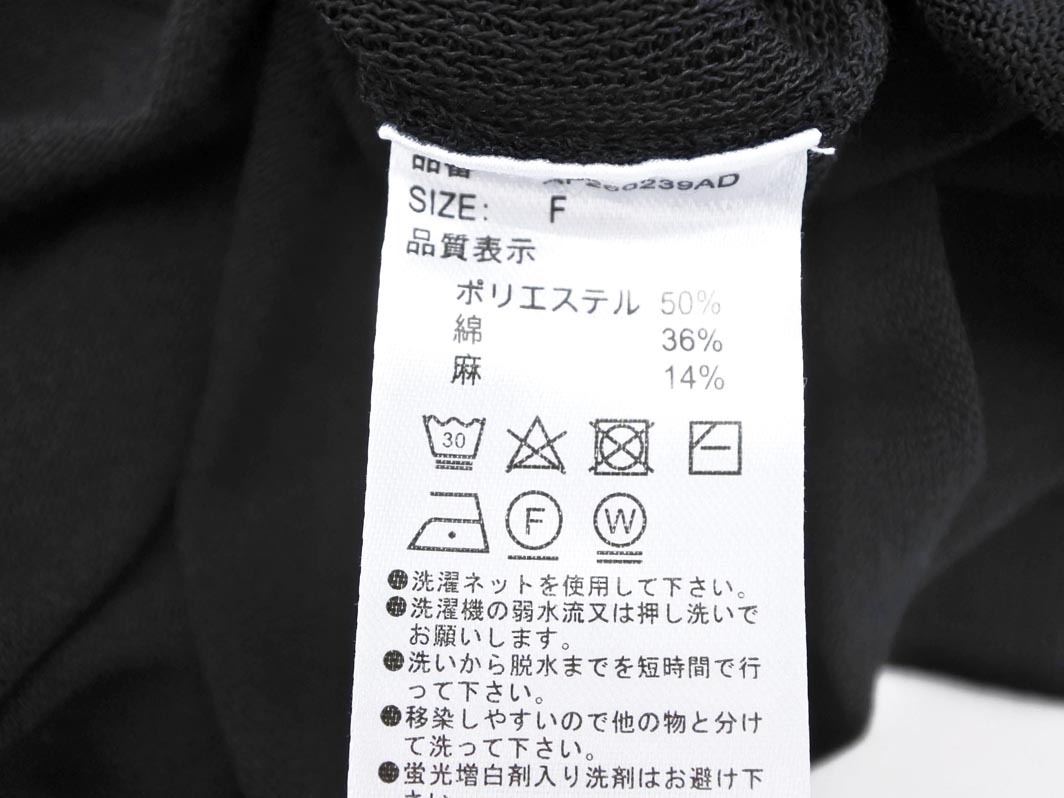 品番
SIZE: F
品質表示
ポリエステル 50%
綿 36%
麻 14%
30
F W
●洗濯ネットを使用して下さい。
●洗濯機の弱水流又は押し洗いで
お願いします。
●洗いから脱水までを短時間で行
って下さい。
●移染しやすいので他の物と分け
て洗って下さい。
●蛍光増白剤入り洗剤はお避け下